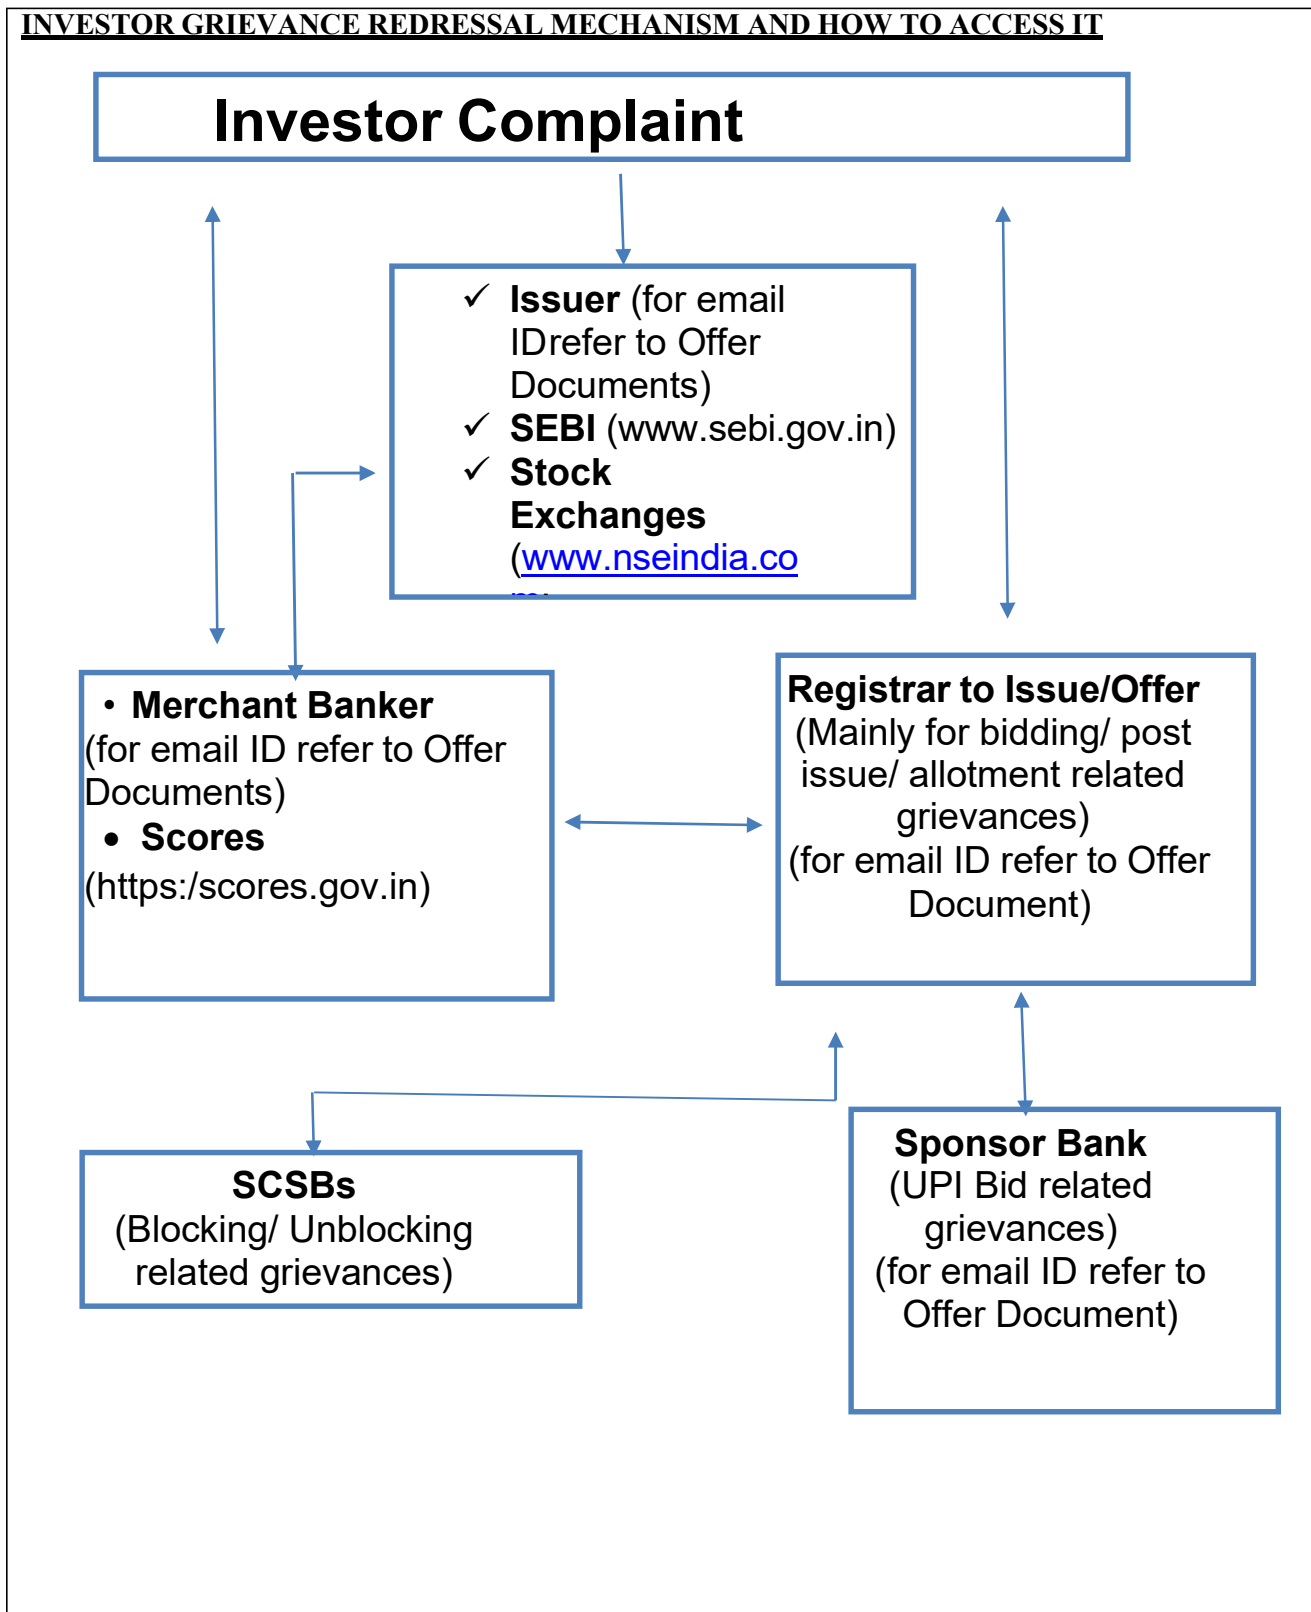 INVESTOR GRIEVANCE REDRESSAL MECHANISM AND HOW TO ACCESS IT
Investor Complaint
✓ Issuer (for email
IDrefer to Offer
Documents)
✓ SEBI (www.sebi.gov.in)
✓ Stock
Exchanges
(www.nseindia.co
• Merchant Banker
(for email ID refer to Offer
Documents)
• Scores
(https:/scores.gov.in)
Registrar to Issue/Offer
(Mainly for bidding/ post
issue/ allotment related
grievances)
(for email ID refer to Offer
Document)
SCSBs
(Blocking/ Unblocking
related grievances)
Sponsor Bank
(UPI Bid related
grievances)
(for email ID refer to
Offer Document)